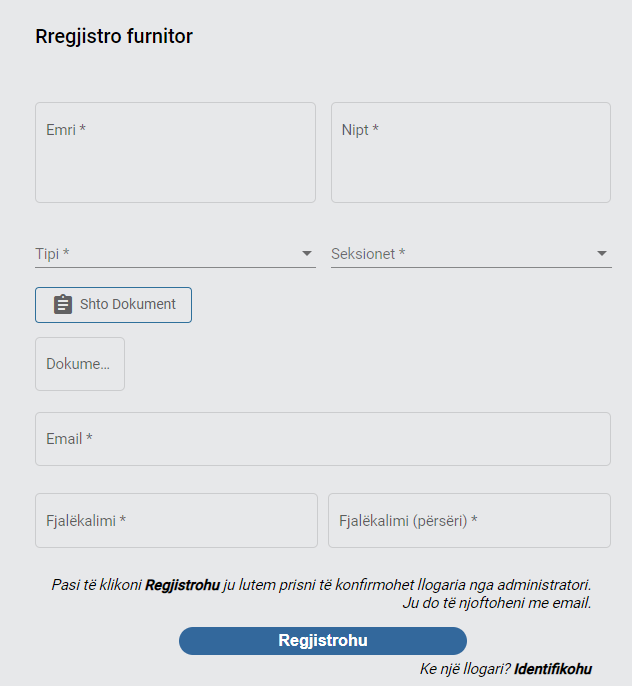 Rregjistro furnitor
Emri *
Nipt *
Tipi *
Seksionet *
Shto Dokument
Dokume...
Email *
Fjalëkalimi *
Fjalëkalimi (përsëri) *
Pasi të klikoni Regjistrohu ju lutem prisni të konfirmohet llogaria nga administratori.
Ju do të njoftoheni me email.
Regjistrohu
Ke një llogari? Identifikohu